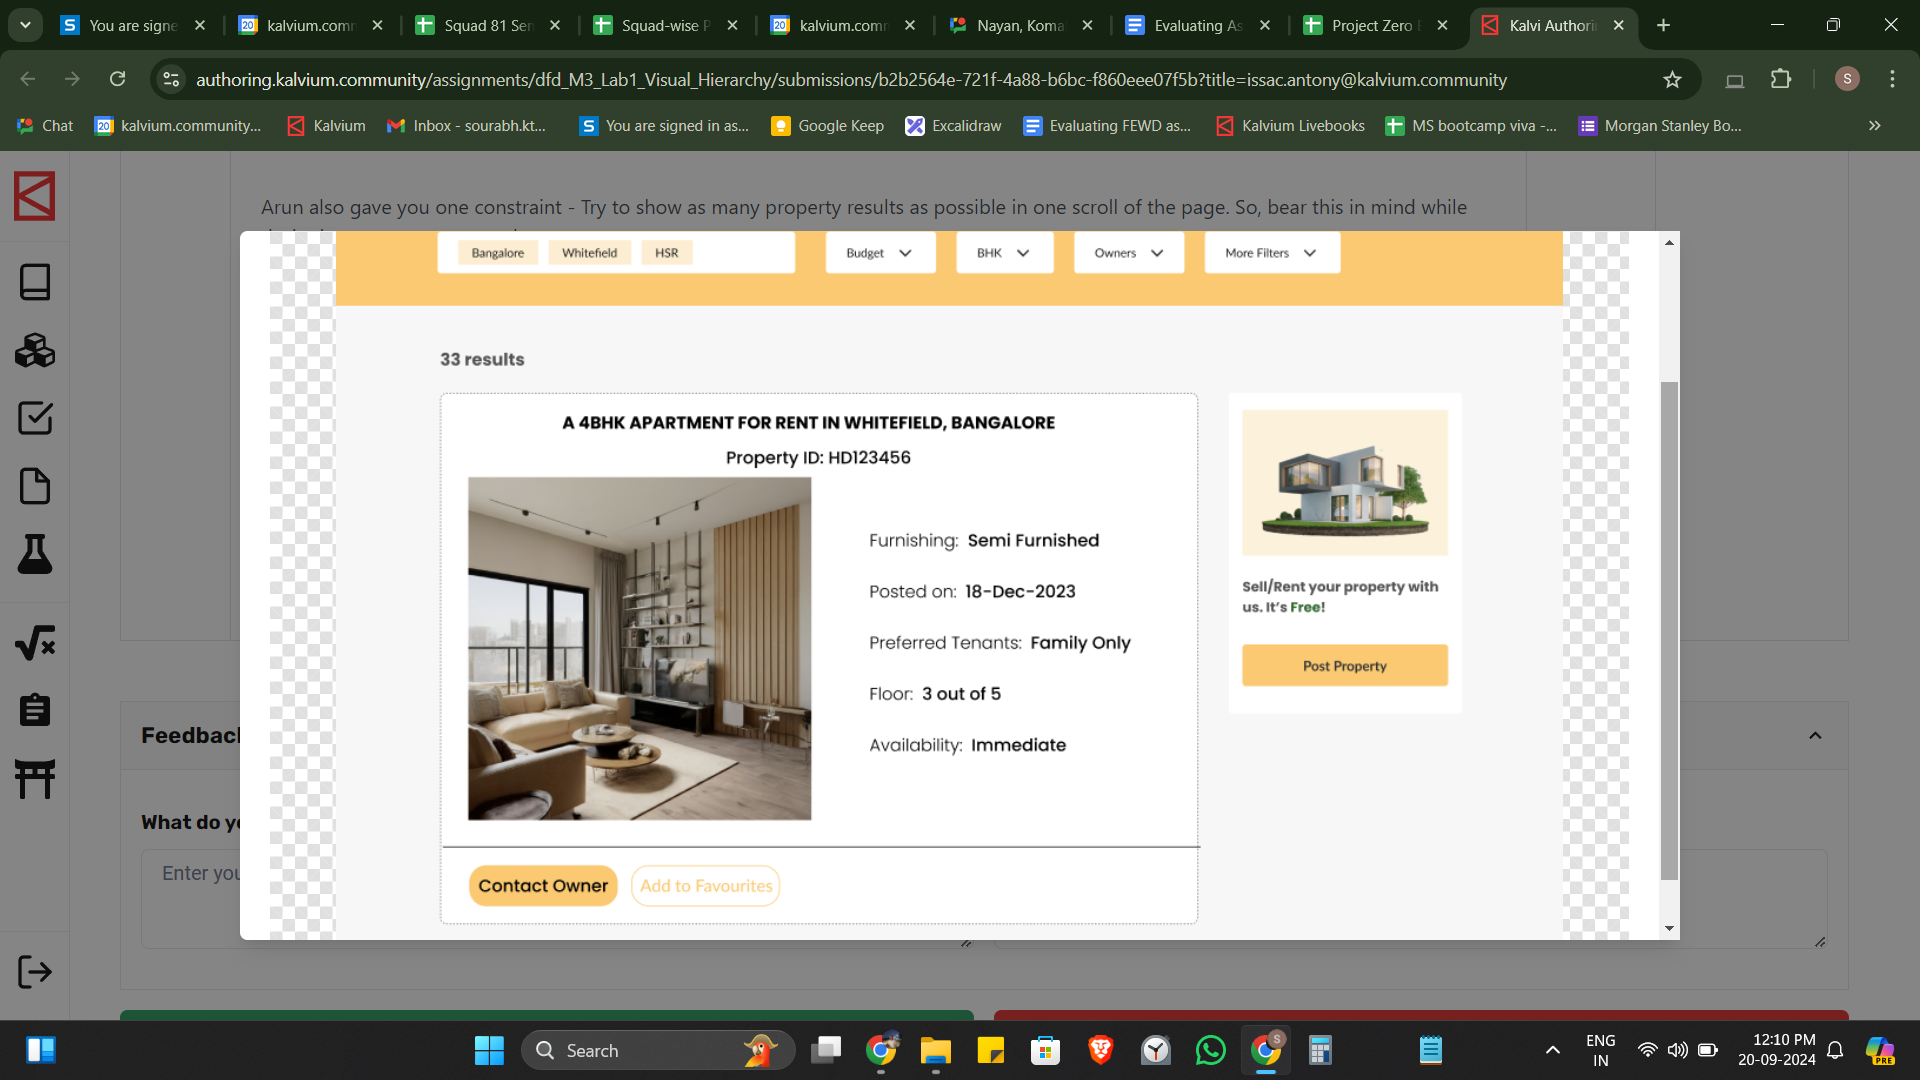 You are signe
kalvium.comm
Squad 81 Sem
Squad-wise P
kalvium.comm
Nayan, Koma
Evaluating As
Project Zero E
Kalvi Authorin
authoring.kalvium.community/assignments/dfd_M3_Lab1_Visual_Hierarchy/submissions/b2b2564e-721f-4a88-b6bc-f860eee07f5b?title=issac.antony@kalvium.community
S
Chat
kalvium.community...
Kalvium
Inbox - sourabh.kt...
You are signed in as...
Google Keep
Excalidraw
Evaluating FEWD as...
Kalvium Livebooks
MS bootcamp viva -...
Morgan Stanley Bo...
Arun also gave you one constraint - Try to show as many property results as possible in one scroll of the page. So, bear this in mind while
Bangalore
Whitefield
HSR
Budget
BHK
Owners
More Filters
33 results
A 4BHK APARTMENT FOR RENT IN WHITEFIELD, BANGALORE
Property ID: HD123456
Furnishing: Semi Furnished
Posted on: 18-Dec-2023
Preferred Tenants: Family Only
Floor: 3 out of 5
Availability: Immediate
Contact Owner
Add to Favourites
Sell/Rent your property with
us. It's Free!
Post Property
Feedbacl
What do yo
Enter you
Search
ENG
IN
12:10 PM
20-09-2024
PRE